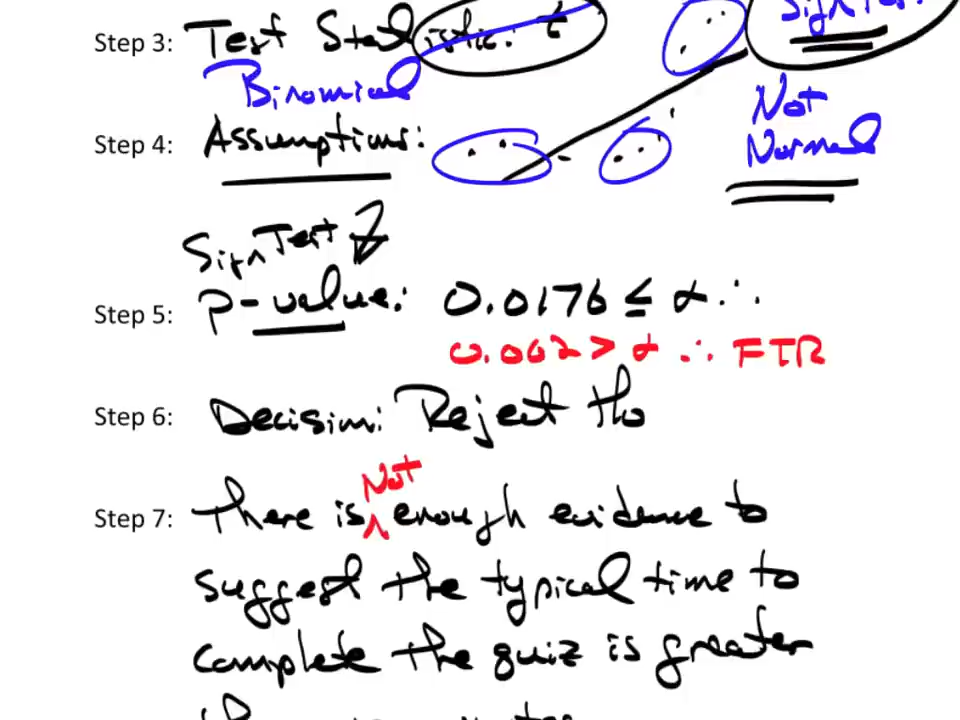 Step 3: Test Statistic: t
Sign Test
Binomial
Not
Normal
Step 4: Assumptions:
Sign Test
Step 5: P-value: 0.0176 ≤ α ∴
0.002 > α ∴ FTR
Step 6: Decision: Reject Ho
Not
Step 7: There is ^ enough evidence to
suggest the typical time to
complete the quiz is greater